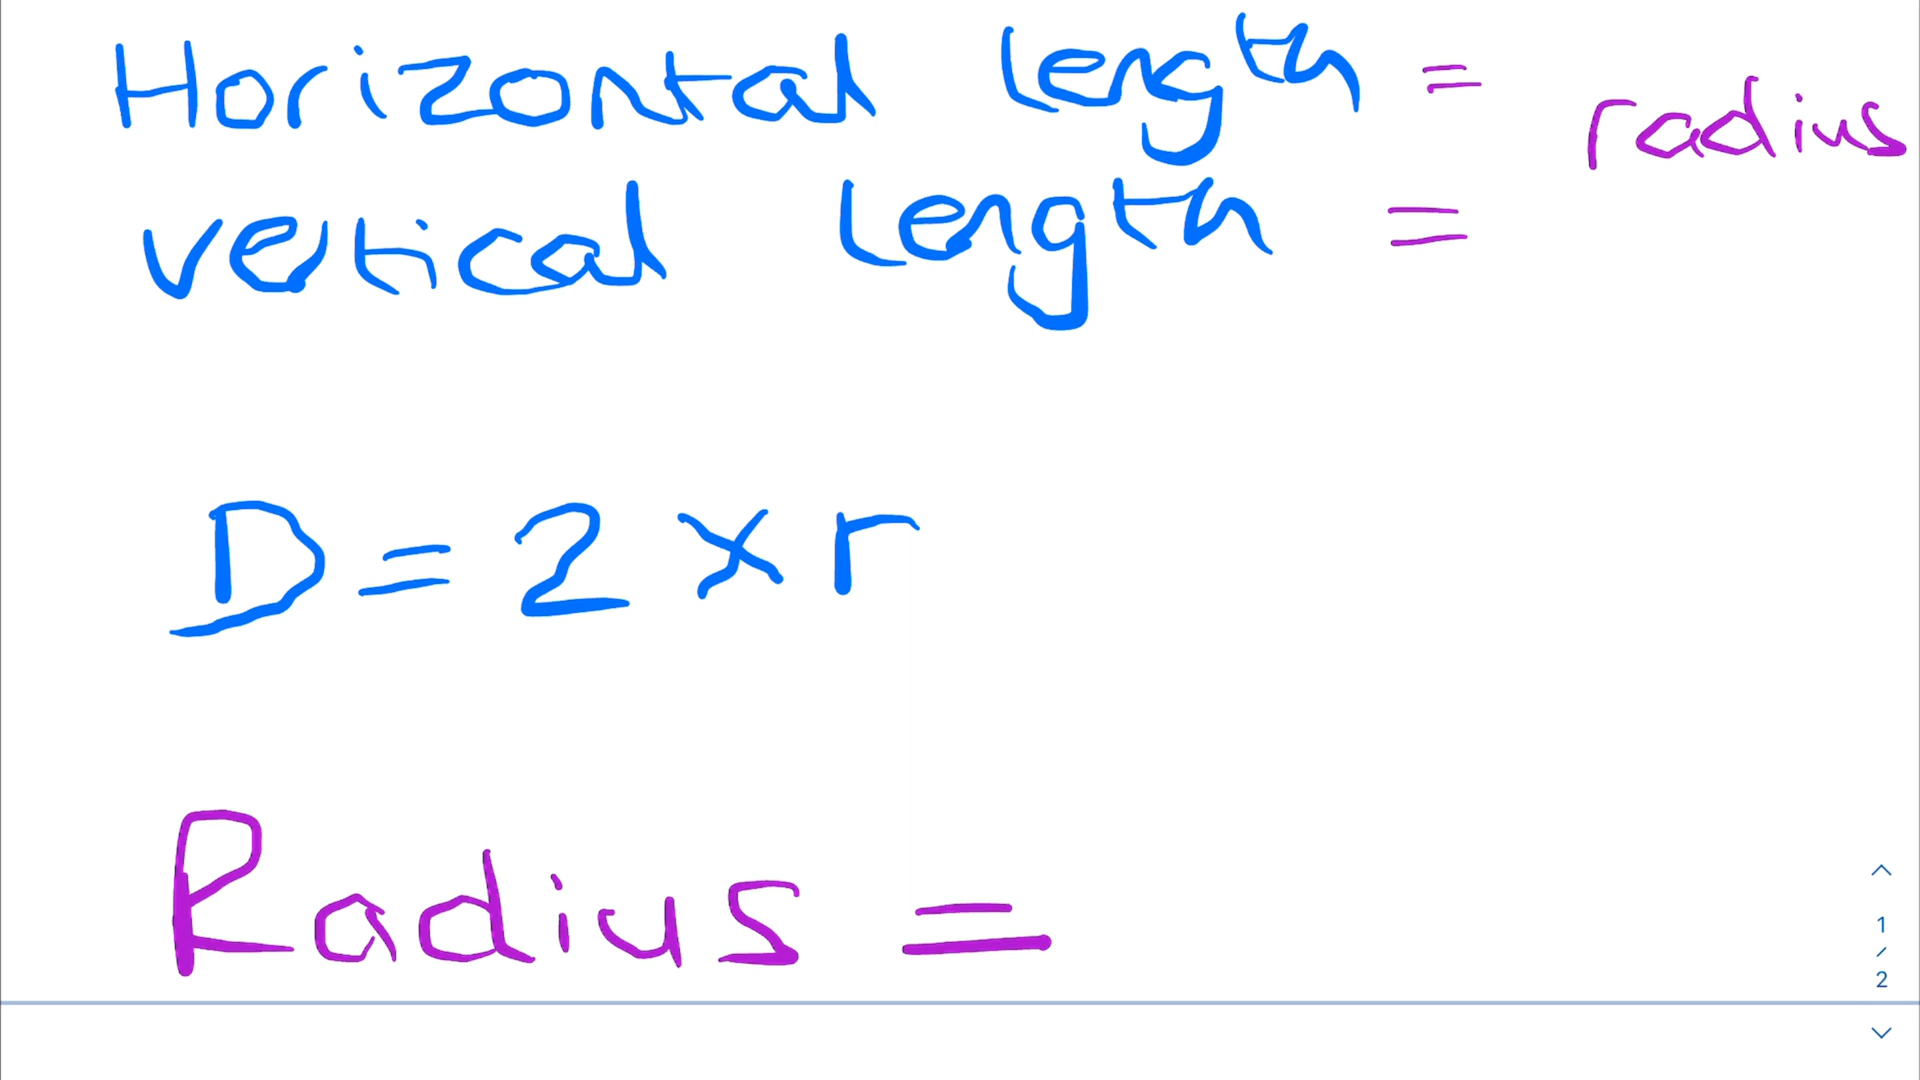 Horizontal length = radius
vertical length =
D = 2 x r
Radius =
1
/
2